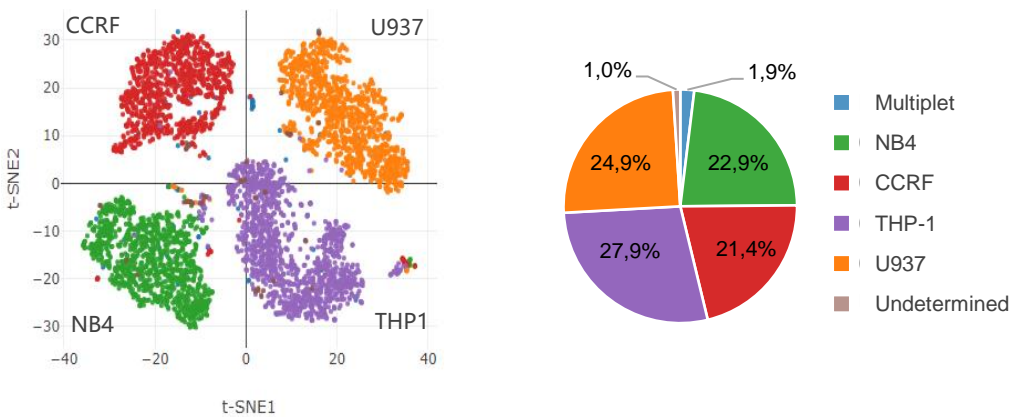 CCRF
U937
30
20
10
0
−10
−20
−30
t-SNE2
NB4
THP1
−40
−20
0
20
40
t-SNE1
1,0%
1,9%
24,9%
22,9%
27,9%
21,4%
Multiplet
NB4
CCRF
THP-1
U937
Undetermined